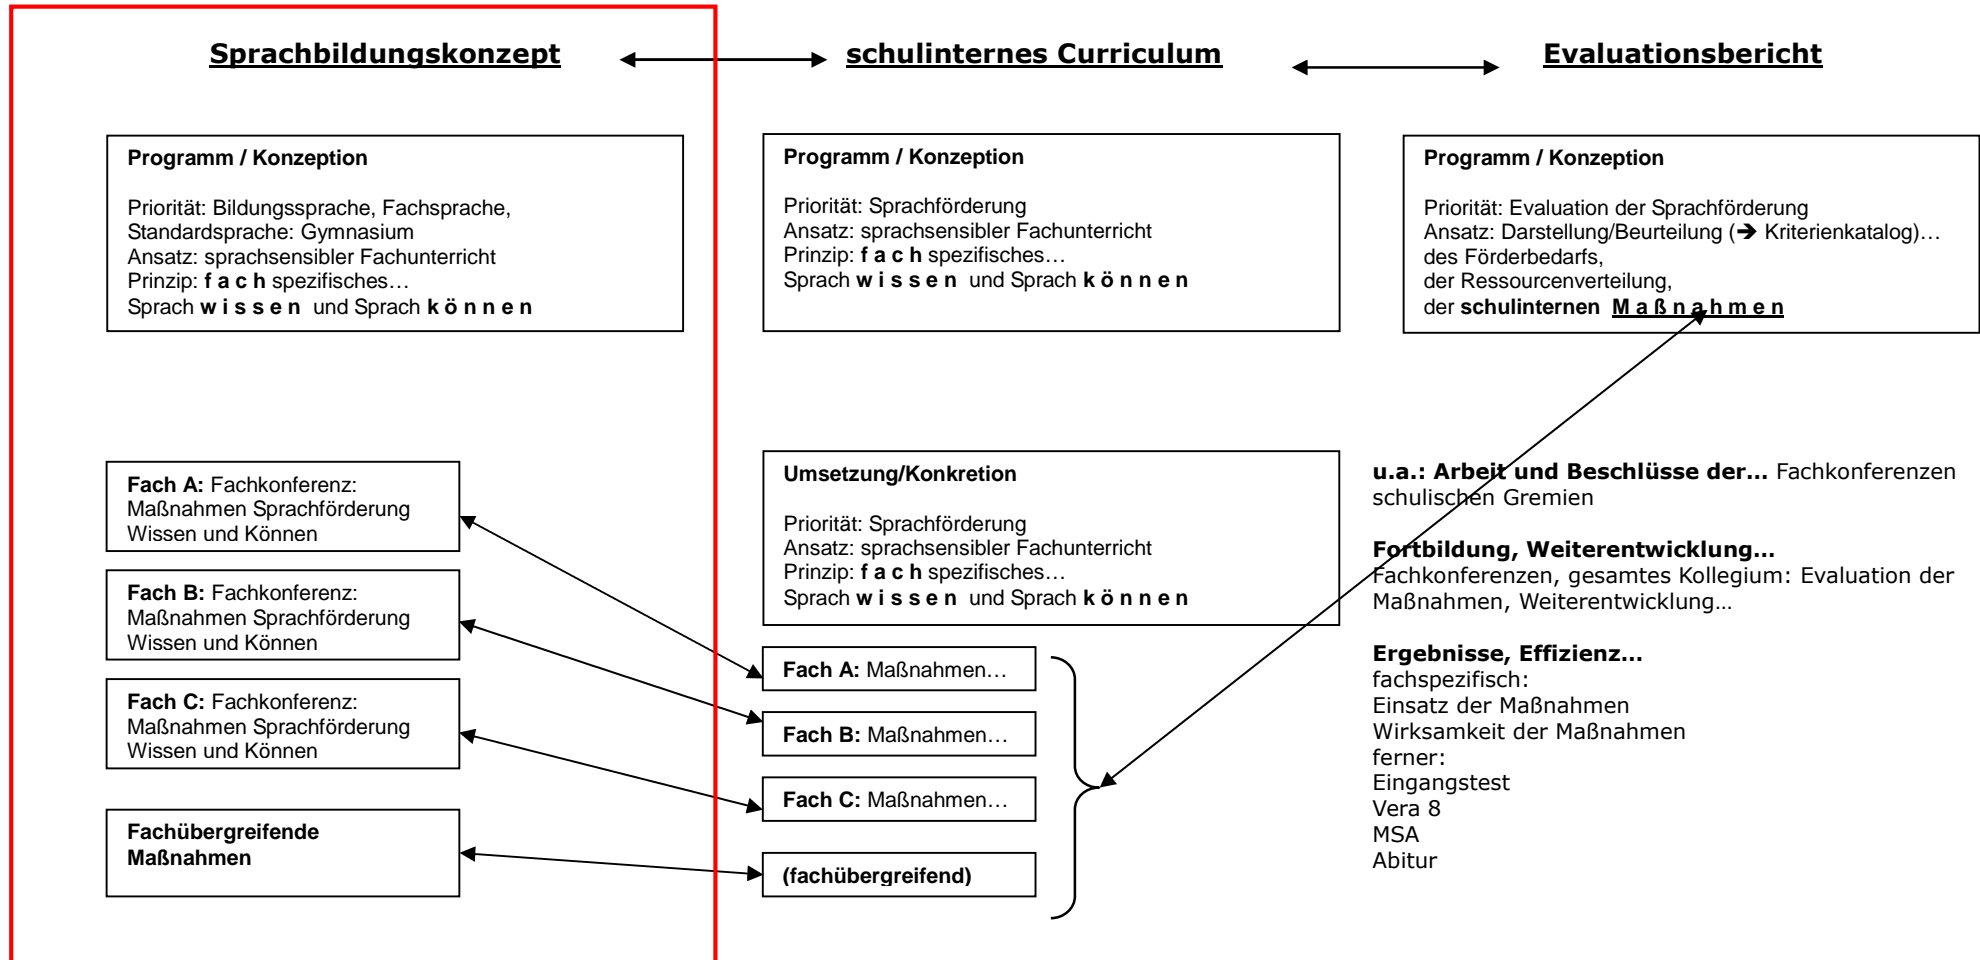 Sprachbildungskonzept
schulinternes Curriculum
Evaluationsbericht
Programm / Konzeption
Priorität: Bildungssprache, Fachsprache,
Standardsprache: Gymnasium
Ansatz: sprachsensibler Fachunterricht
Prinzip: f a c h spezifisches…
Sprach w i s s e n und Sprach k ö n n e n
Programm / Konzeption
Priorität: Sprachförderung
Ansatz: sprachsensibler Fachunterricht
Prinzip: f a c h spezifisches…
Sprach w i s s e n und Sprach k ö n n e n
Programm / Konzeption
Priorität: Evaluation der Sprachförderung
Ansatz: Darstellung/Beurteilung (➔ Kriterienkatalog)…
des Förderbedarfs,
der Ressourcenverteilung,
der schulinternen M a ß n a h m e n
Fach A: Fachkonferenz:
Maßnahmen Sprachförderung
Wissen und Können
Fach B: Fachkonferenz:
Maßnahmen Sprachförderung
Wissen und Können
Fach C: Fachkonferenz:
Maßnahmen Sprachförderung
Wissen und Können
Fachübergreifende
Maßnahmen
Umsetzung/Konkretion
Priorität: Sprachförderung
Ansatz: sprachsensibler Fachunterricht
Prinzip: f a c h spezifisches…
Sprach w i s s e n und Sprach k ö n n e n
Fach A: Maßnahmen…
Fach B: Maßnahmen…
Fach C: Maßnahmen…
(fachübergreifend)
u.a.: Arbeit und Beschlüsse der… Fachkonferenzen
schulischen Gremien
Fortbildung, Weiterentwicklung…
Fachkonferenzen, gesamtes Kollegium: Evaluation der
Maßnahmen, Weiterentwicklung…
Ergebnisse, Effizienz…
fachspezifisch:
Einsatz der Maßnahmen
Wirksamkeit der Maßnahmen
ferner:
Eingangstest
Vera 8
MSA
Abitur